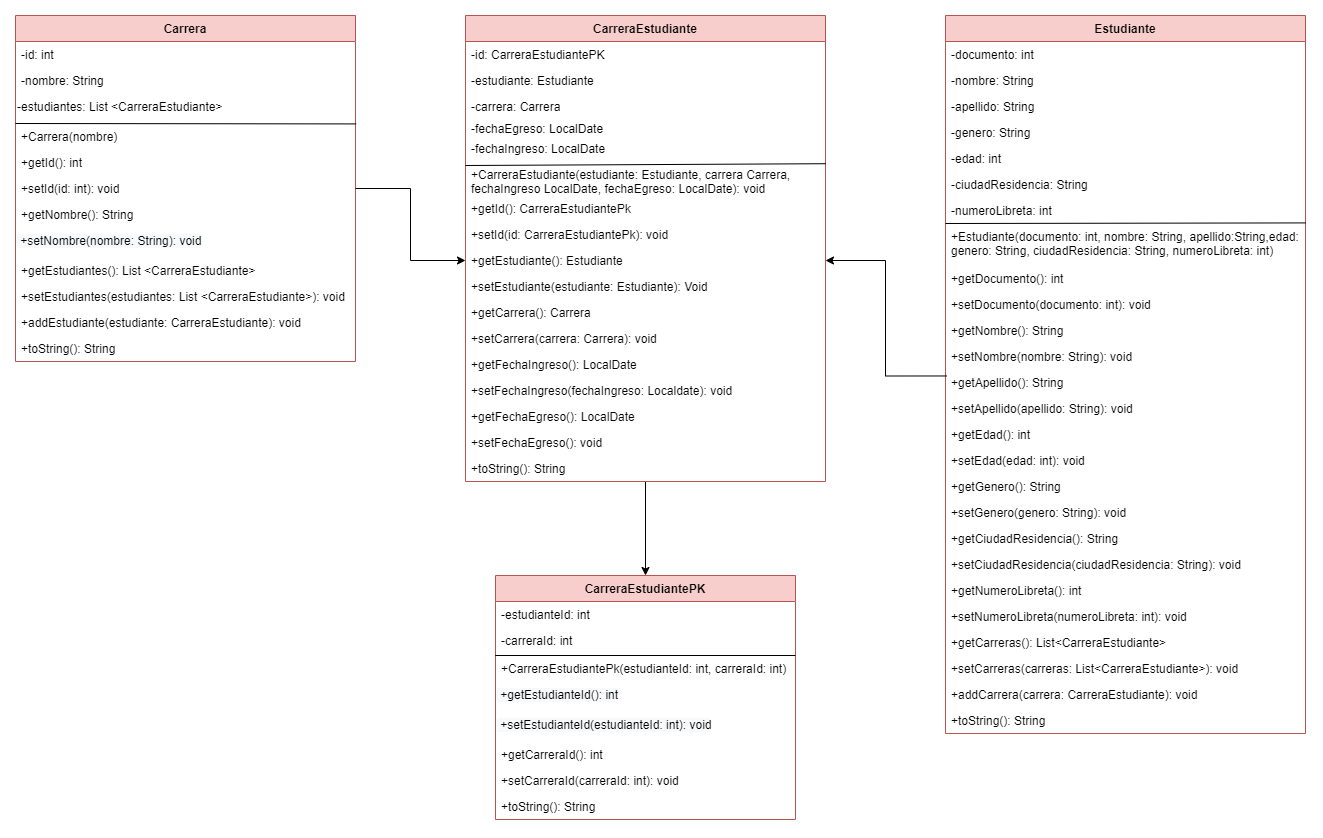 Carrera
-id: int
-nombre: String
-estudiantes: List <CarreraEstudiante>
+Carrera(nombre)
+getId(): int
+setId(id: int): void
+getNombre(): String
+setNombre(nombre: String): void
+getEstudiantes(): List <CarreraEstudiante>
+setEstudiantes(estudiantes: List <CarreraEstudiante>): void
+addEstudiante(estudiante: CarreraEstudiante): void
+toString(): String
CarreraEstudiante
-id: CarreraEstudiantePK
-estudiante: Estudiante
-carrera: Carrera
-fechaEgreso: LocalDate
-fechaIngreso: LocalDate
+CarreraEstudiante(estudiante: Estudiante, carrera Carrera,
fechaIngreso LocalDate, fechaEgreso: LocalDate): void
+getId(): CarreraEstudiantePk
+setId(id: CarreraEstudiantePk): void
+getEstudiante(): Estudiante
+setEstudiante(estudiante: Estudiante): Void
+getCarrera(): Carrera
+setCarrera(carrera: Carrera): void
+getFechaIngreso(): LocalDate
+setFechaIngreso(fechaIngreso: Localdate): void
+getFechaEgreso(): LocalDate
+setFechaEgreso(): void
+toString(): String
Estudiante
-documento: int
-nombre: String
-apellido: String
-genero: String
-edad: int
-ciudadResidencia: String
-numeroLibreta: int
+Estudiante(documento: int, nombre: String, apellido:String,edad:
genero: String, ciudadResidencia: String, numeroLibreta: int)
+getDocumento(): int
+setDocumento(documento: int): void
+getNombre(): String
+setNombre(nombre: String): void
+getApellido(): String
+setApellido(apellido: String): void
+getEdad(): int
+setEdad(edad: int): void
+getGenero(): String
+setGenero(genero: String): void
+getCiudadResidencia(): String
+setCiudadResidencia(ciudadResidencia: String): void
+getNumeroLibreta(): int
+setNumeroLibreta(numeroLibreta: int): void
+getCarreras(): List<CarreraEstudiante>
+setCarreras(carreras: List<CarreraEstudiante>): void
+addCarrera(carrera: CarreraEstudiante): void
+toString(): String
CarreraEstudiantePK
-estudianteId: int
-carreraId: int
+CarreraEstudiantePk(estudianteId: int, carreraId: int)
+getEstudianteId(): int
+setEstudianteId(estudianteId: int): void
+getCarreraId(): int
+setCarreraId(carreraId: int): void
+toString(): String